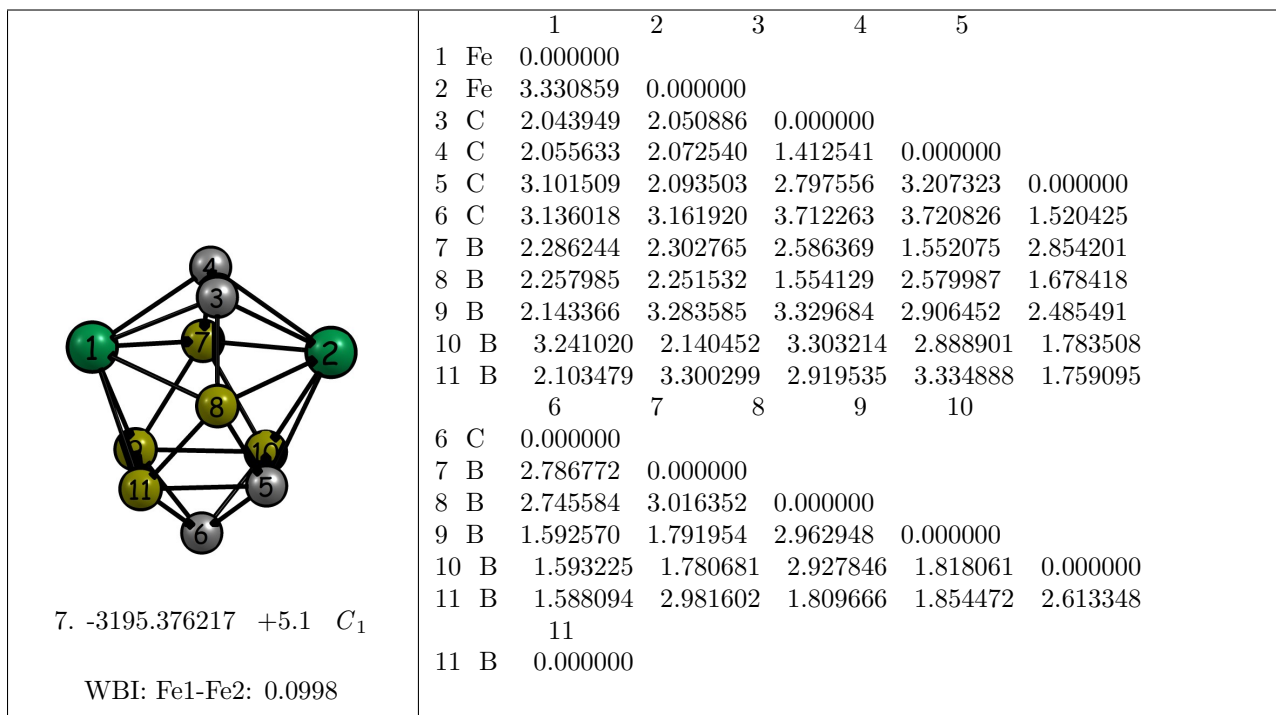 4
3
1
7
2
8
9
10
11
5
6
7. -3195.376217 +5.1 C1
WBI: Fe1-Fe2: 0.0998
1 2 3 4 5
1 Fe 0.000000
2 Fe 3.330859 0.000000
3 C 2.043949 2.050886 0.000000
4 C 2.055633 2.072540 1.412541 0.000000
5 C 3.101509 2.093503 2.797556 3.207323 0.000000
6 C 3.136018 3.161920 3.712263 3.720826 1.520425
7 B 2.286244 2.302765 2.586369 1.552075 2.854201
8 B 2.257985 2.251532 1.554129 2.579987 1.678418
9 B 2.143366 3.283585 3.329684 2.906452 2.485491
10 B 3.241020 2.140452 3.303214 2.888901 1.783508
11 B 2.103479 3.300299 2.919535 3.334888 1.759095
6 7 8 9 10
6 C 0.000000
7 B 2.786772 0.000000
8 B 2.745584 3.016352 0.000000
9 B 1.592570 1.791954 2.962948 0.000000
10 B 1.593225 1.780681 2.927846 1.818061 0.000000
11 B 1.588094 2.981602 1.809666 1.854472 2.613348
11
11 B 0.000000